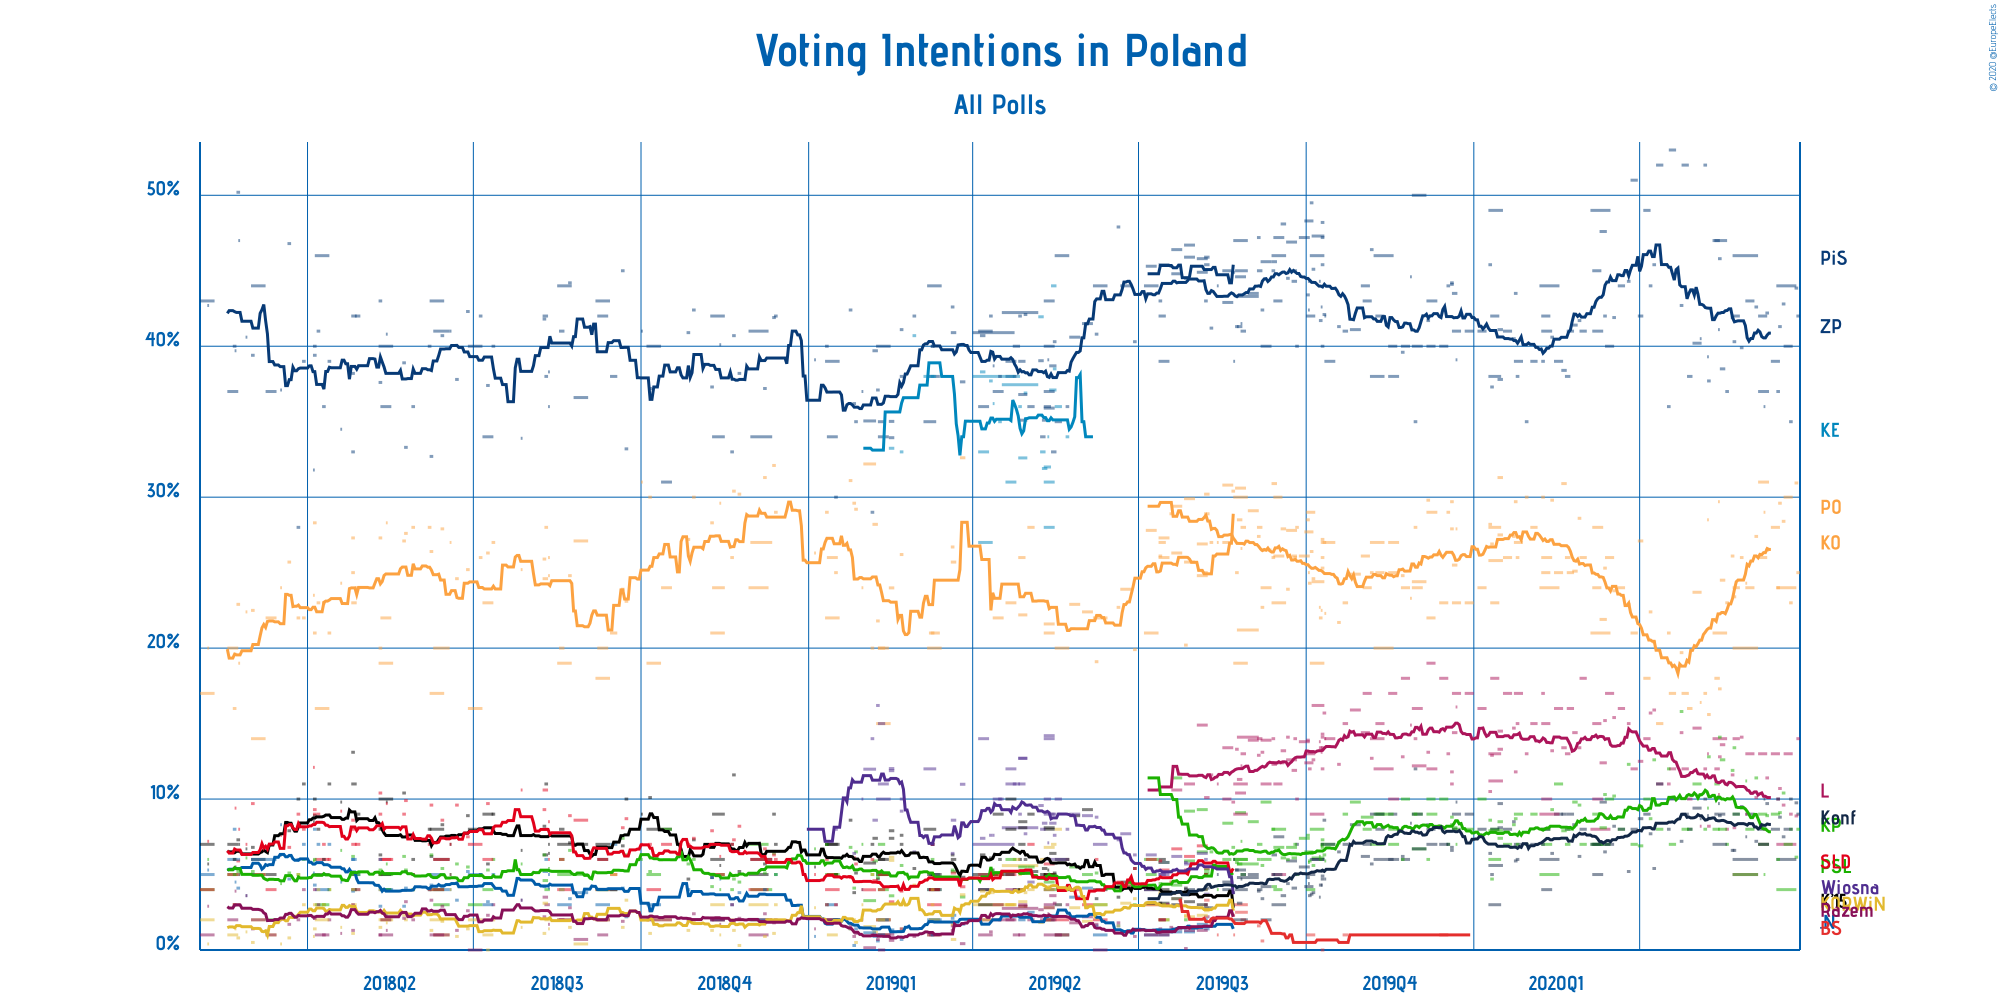 © 2020 @EuropeElects
Voting Intentions in Poland
All Polls
50%
40%
30%
20%
10%
0%
PiS
ZP
KE
PO
KO
L
Konf
KP
SLD
PSL
Wiosna
KORWiN
Razem
N
BS
2018Q2
2018Q3
2018Q4
2019Q1
2019Q2
2019Q3
2019Q4
2020Q1